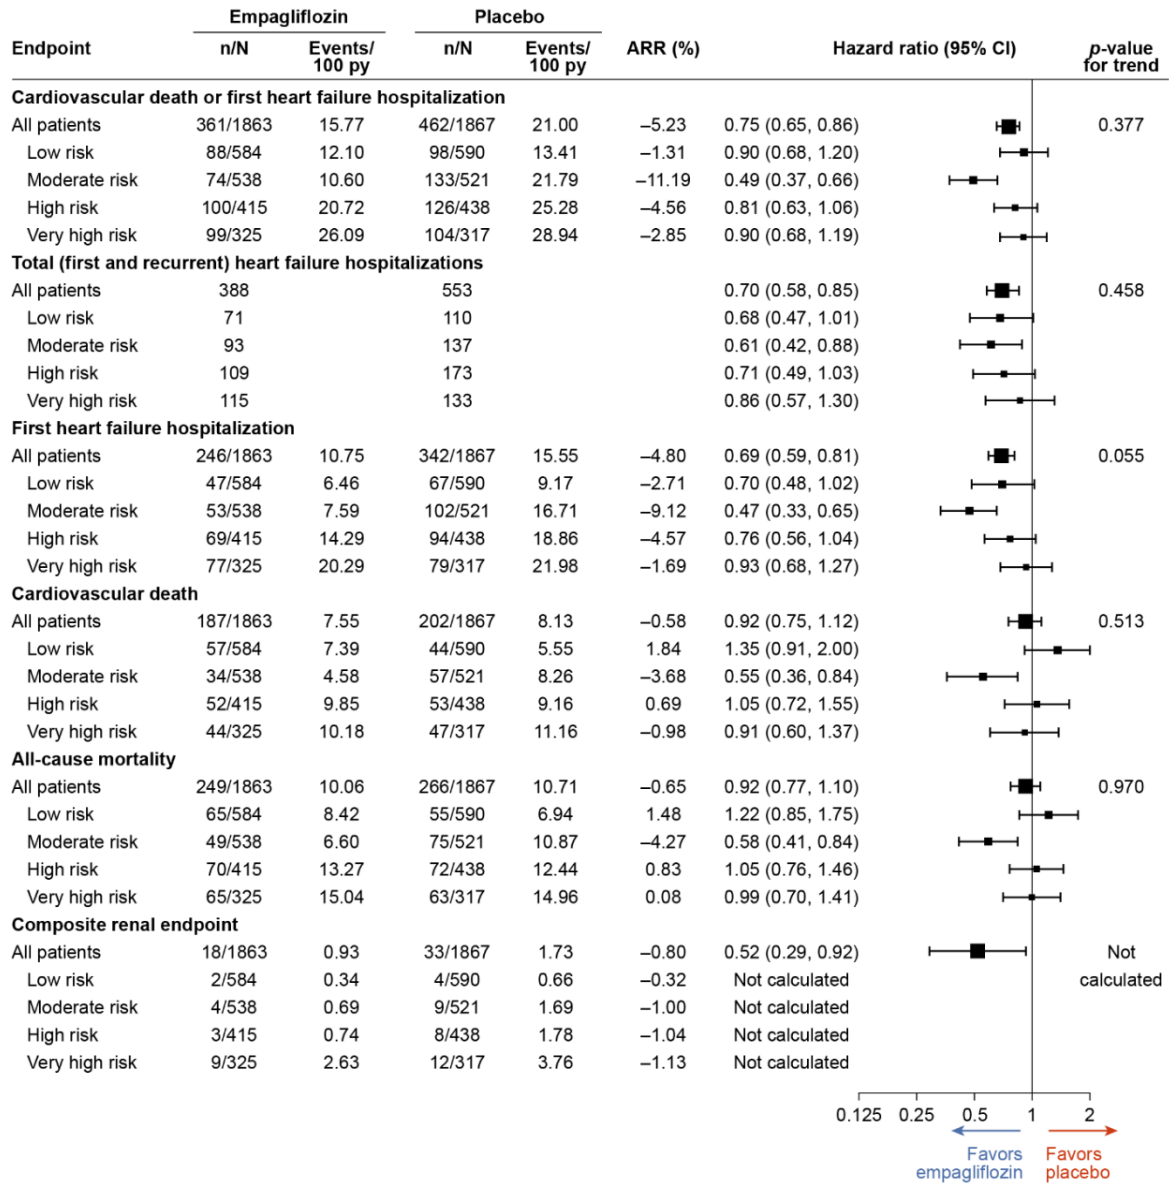 Empagliflozin Placebo
Endpoint n/N Events/ 100 py n/N Events/ 100 py ARR (%) Hazard ratio (95% CI) p-value for trend
Cardiovascular death or first heart failure hospitalization
All patients 361/1863 15.77 462/1867 21.00 –5.23 0.75 (0.65, 0.86) 0.377
Low risk 88/584 12.10 98/590 13.41 –1.31 0.90 (0.68, 1.20)
Moderate risk 74/538 10.60 133/521 21.79 –11.19 0.49 (0.37, 0.66)
High risk 100/415 20.72 126/438 25.28 –4.56 0.81 (0.63, 1.06)
Very high risk 99/325 26.09 104/317 28.94 –2.85 0.90 (0.68, 1.19)
Total (first and recurrent) heart failure hospitalizations
All patients 388 553 0.70 (0.58, 0.85) 0.458
Low risk 71 110 0.68 (0.47, 1.01)
Moderate risk 93 137 0.61 (0.42, 0.88)
High risk 109 173 0.71 (0.49, 1.03)
Very high risk 115 133 0.86 (0.57, 1.30)
First heart failure hospitalization
All patients 246/1863 10.75 342/1867 15.55 –4.80 0.69 (0.59, 0.81) 0.055
Low risk 47/584 6.46 67/590 9.17 –2.71 0.70 (0.48, 1.02)
Moderate risk 53/538 7.59 102/521 16.71 –9.12 0.47 (0.33, 0.65)
High risk 69/415 14.29 94/438 18.86 –4.57 0.76 (0.56, 1.04)
Very high risk 77/325 20.29 79/317 21.98 –1.69 0.93 (0.68, 1.27)
Cardiovascular death
All patients 187/1863 7.55 202/1867 8.13 –0.58 0.92 (0.75, 1.12) 0.513
Low risk 57/584 7.39 44/590 5.55 1.84 1.35 (0.91, 2.00)
Moderate risk 34/538 4.58 57/521 8.26 –3.68 0.55 (0.36, 0.84)
High risk 52/415 9.85 53/438 9.16 0.69 1.05 (0.72, 1.55)
Very high risk 44/325 10.18 47/317 11.16 –0.98 0.91 (0.60, 1.37)
All-cause mortality
All patients 249/1863 10.06 266/1867 10.71 –0.65 0.92 (0.77, 1.10) 0.970
Low risk 65/584 8.42 55/590 6.94 1.48 1.22 (0.85, 1.75)
Moderate risk 49/538 6.60 75/521 10.87 –4.27 0.58 (0.41, 0.84)
High risk 70/415 13.27 72/438 12.44 0.83 1.05 (0.76, 1.46)
Very high risk 65/325 15.04 63/317 14.96 0.08 0.99 (0.70, 1.41)
Composite renal endpoint
All patients 18/1863 0.93 33/1867 1.73 –0.80 0.52 (0.29, 0.92) Not calculated
Low risk 2/584 0.34 4/590 0.66 –0.32 Not calculated
Moderate risk 4/538 0.69 9/521 1.69 –1.00 Not calculated
High risk 3/415 0.74 8/438 1.78 –1.04 Not calculated
Very high risk 9/325 2.63 12/317 3.76 –1.13 Not calculated
0.125 0.25 0.5 1 2
Favors empagliflozin Favors placebo